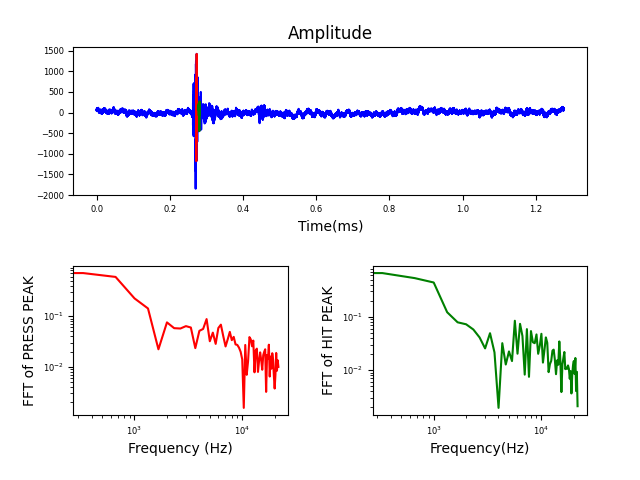 Amplitude
1500
1000
500
0
−500
−1000
−1500
−2000
0.0 0.2 0.4 0.6 0.8 1.0 1.2
Time(ms)
FFT of PRESS PEAK
10⁻¹
10⁻²
10³ 10⁴
Frequency (Hz)
FFT of HIT PEAK
10⁻¹
10⁻²
10³ 10⁴
Frequency(Hz)